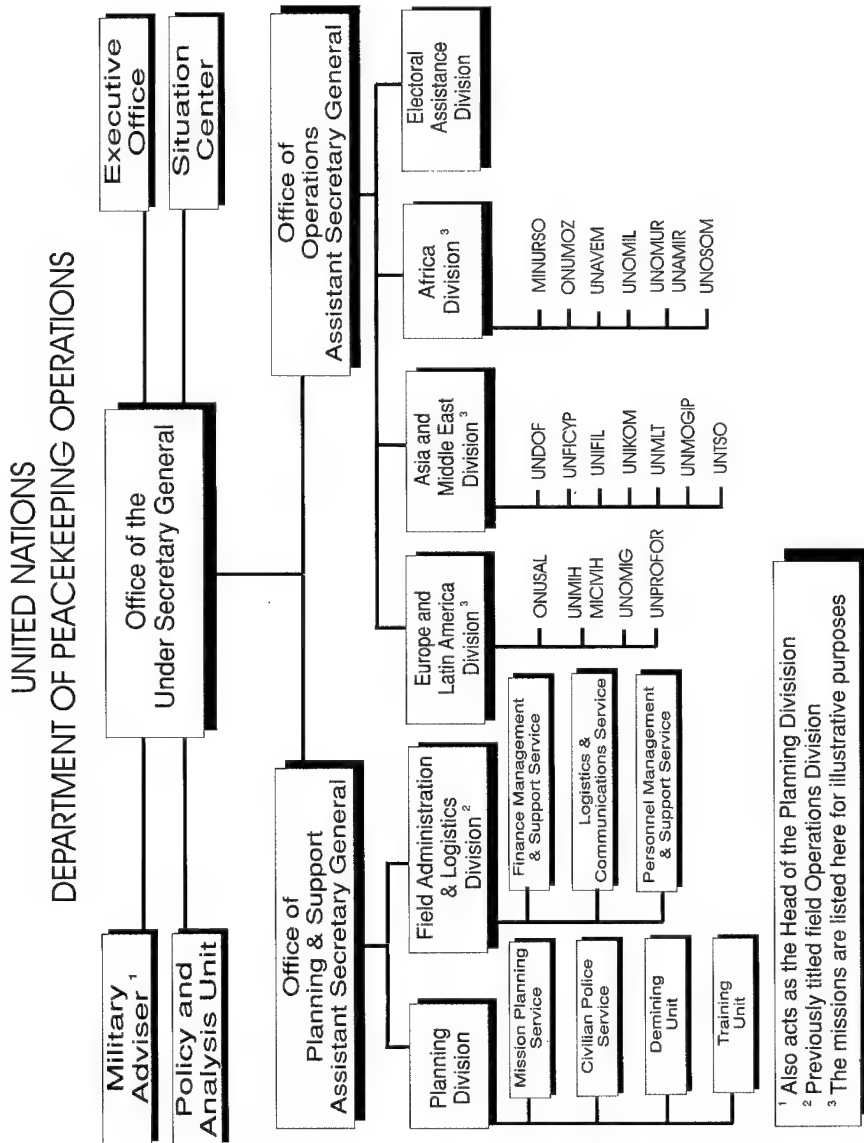 UNITED NATIONS
DEPARTMENT OF PEACEKEEPING OPERATIONS
Military
Adviser 1
Policy and
Analysis Unit
Office of the
Under Secretary General
Executive
Office
Situation
Center
Office of
Planning & Support
Assistant Secretary General
Office of
Operations
Assistant Secretary General
Planning
Division
Field Administration
& Logistics
Division 2
Europe and
Latin America
Division 3
Asia and
Middle East
Division 3
Africa
Division 3
Electoral
Assistance
Division
Mission Planning
Service
Civilian Police
Service
Demining
Unit
Training
Unit
Finance Management
& Support Service
Logistics &
Communications Service
Personnel Management
& Support Service
ONUSAL
UNMIH
MICIVIH
UNOMIG
UNPROFOR
UNDOF
UNFICYP
UNIFIL
UNIKOM
UNMLT
UNMOGIP
UNTSO
MINURSO
ONUMOZ
UNAVEM
UNOMIL
UNOMUR
UNAMIR
UNOSOM
1 Also acts as the Head of the Planning Divisision
2 Previously titled field Operations Division
3 The missions are listed here for illustrative purposes